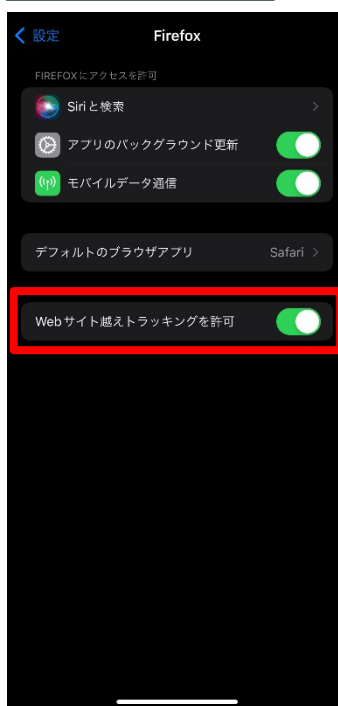 設定
Firefox
FIREFOXにアクセスを許可
Siriと検索
アプリのバックグラウンド更新
モバイルデータ通信
デフォルトのブラウザアプリ Safari
Webサイト越えトラッキングを許可